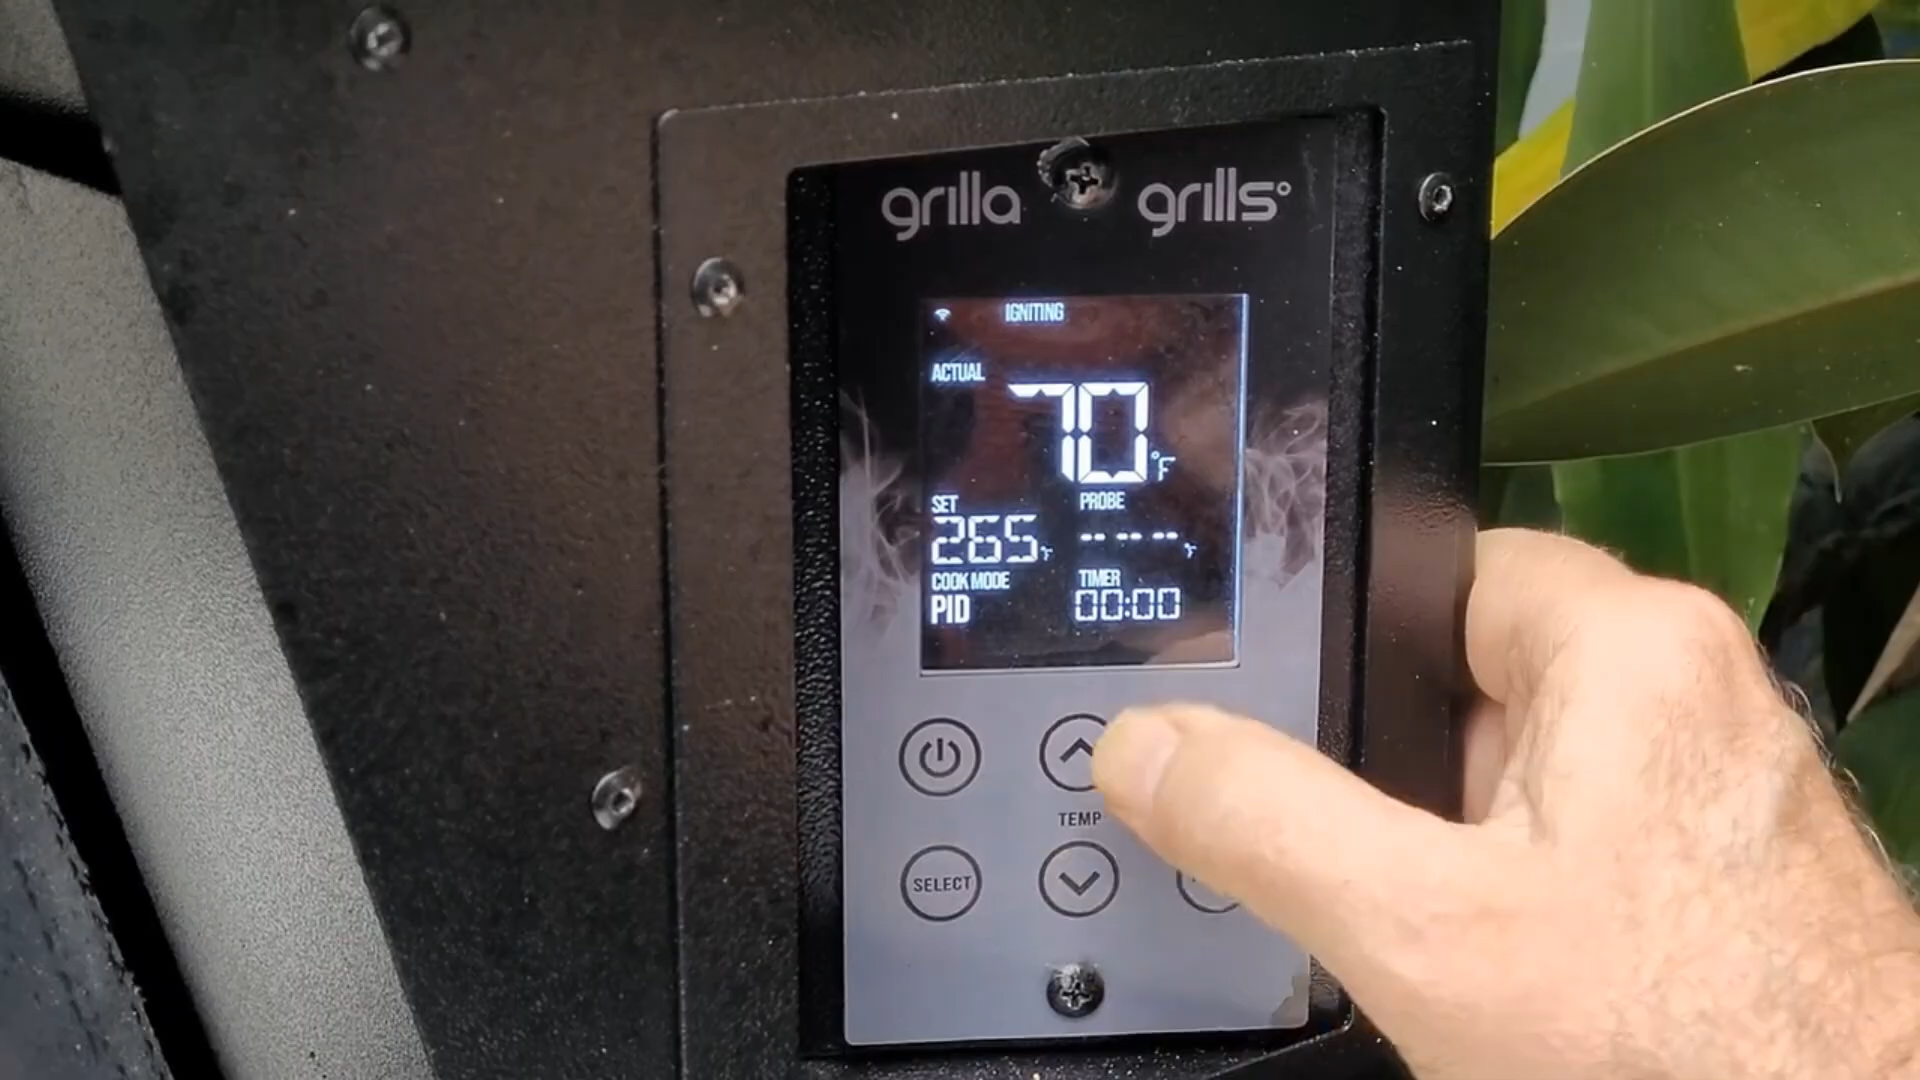 grilla grills°
IGNITING
ACTUAL
70°F
SET
265°F
PROBE
-- -- -- °F
COOK MODE
PID
TIMER
00:00
TEMP
SELECT